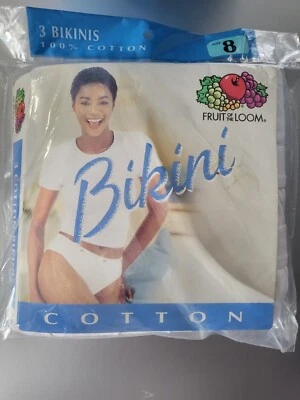 3 BIKINIS
100% COTTON
8
FRUIT OF THE LOOM®
Bikini
COTTON